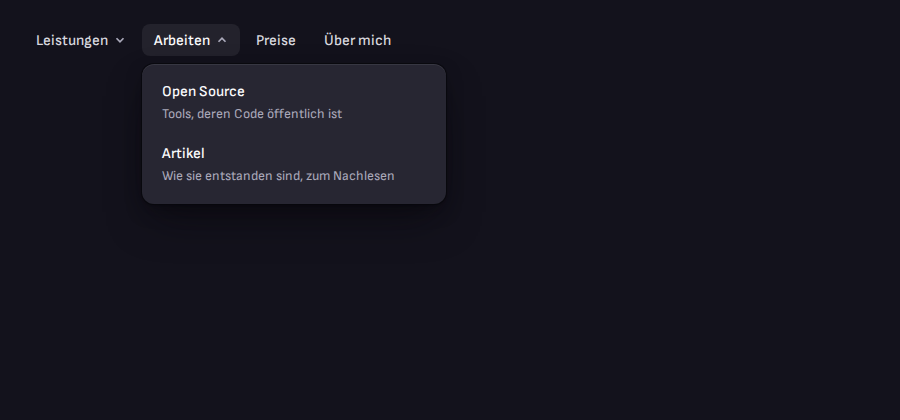 Leistungen Arbeiten Preise Über mich
Open Source
Tools, deren Code öffentlich ist
Artikel
Wie sie entstanden sind, zum Nachlesen